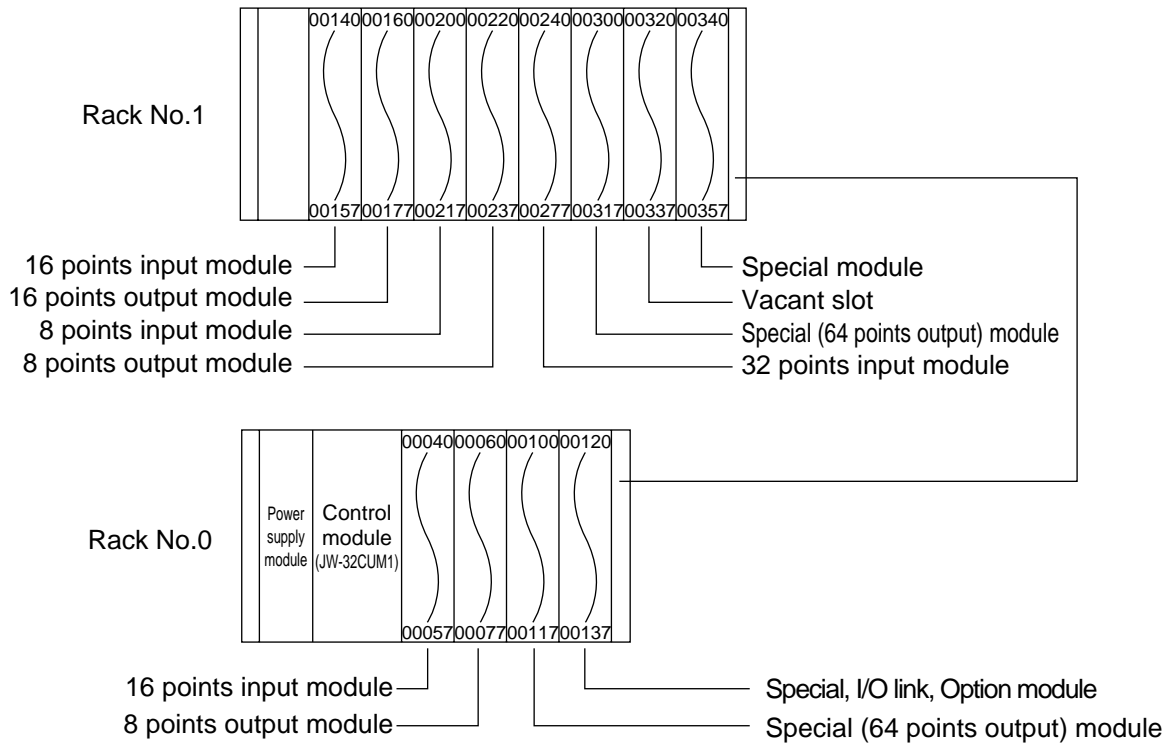 00140 00160 00200 00220 00240 00300 00320 00340
Rack No.1
00157 00177 00217 00237 00277 00317 00337 00357
16 points input module
16 points output module
8 points input module
8 points output module
Special module
Vacant slot
Special (64 points output) module
32 points input module
00040 00060 00100 00120
Rack No.0
Power
supply
module
Control
module
(JW-32CUM1)
00057 00077 00117 00137
16 points input module
8 points output module
Special, I/O link, Option module
Special (64 points output) module